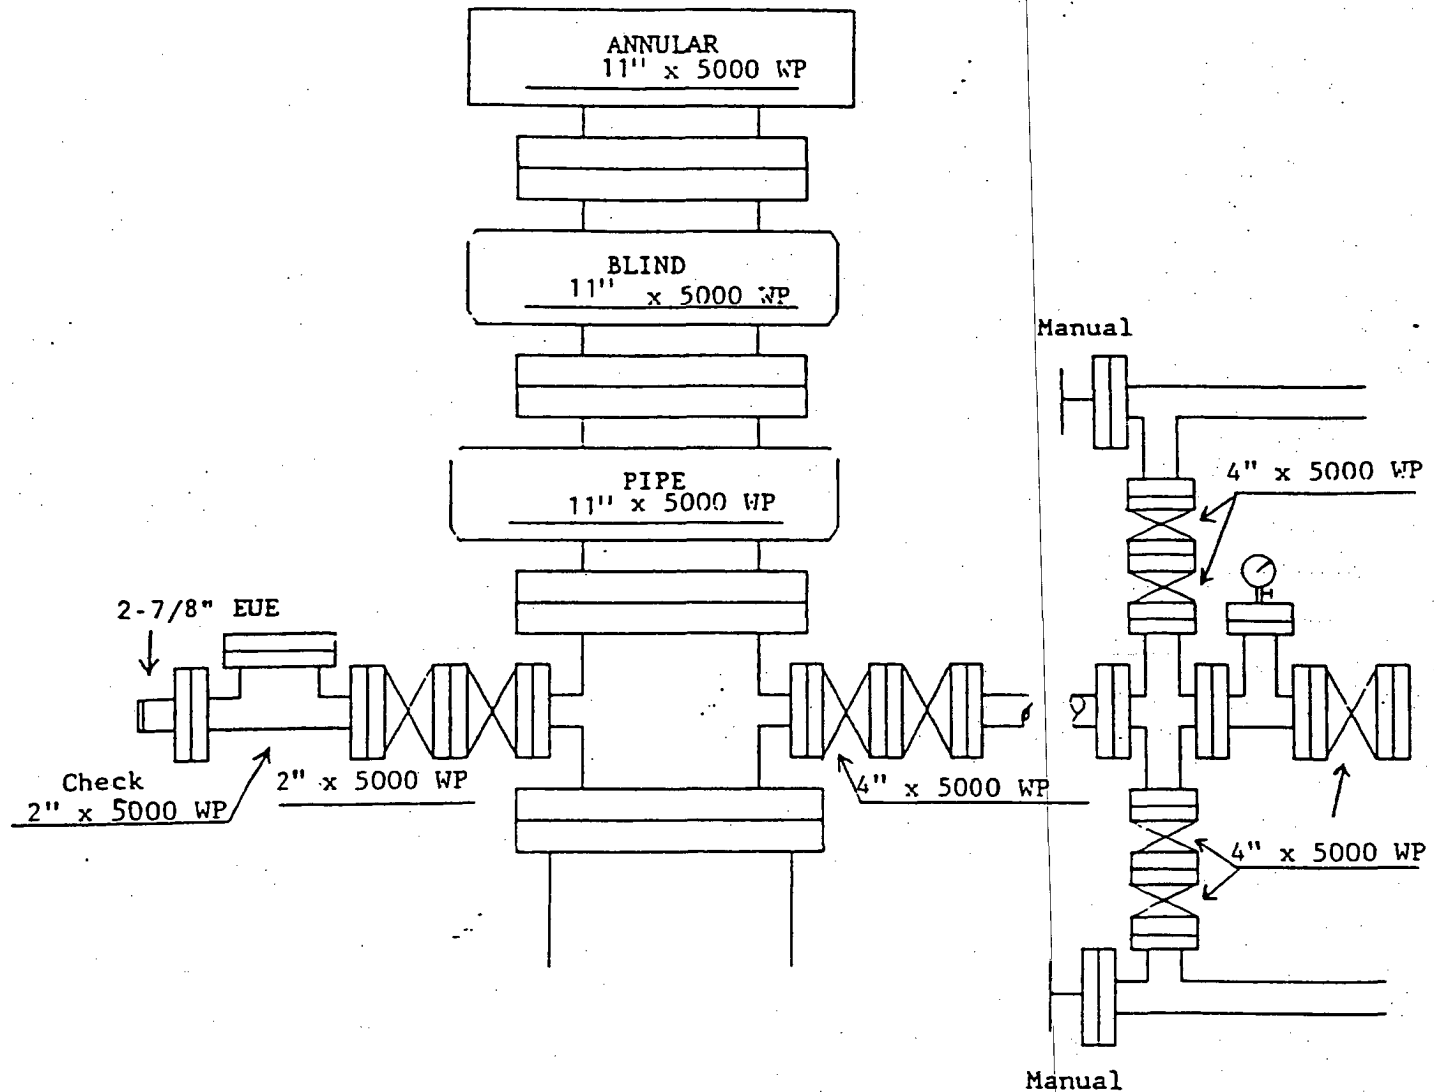 ANNULAR
11" x 5000 WP
BLIND
11" x 5000 WP
Manual
PIPE
11" x 5000 WP
4" x 5000 WP
2-7/8" EUE
Check
2" x 5000 WP
2" x 5000 WP
4" x 5000 WP
4" x 5000 WP
Manual